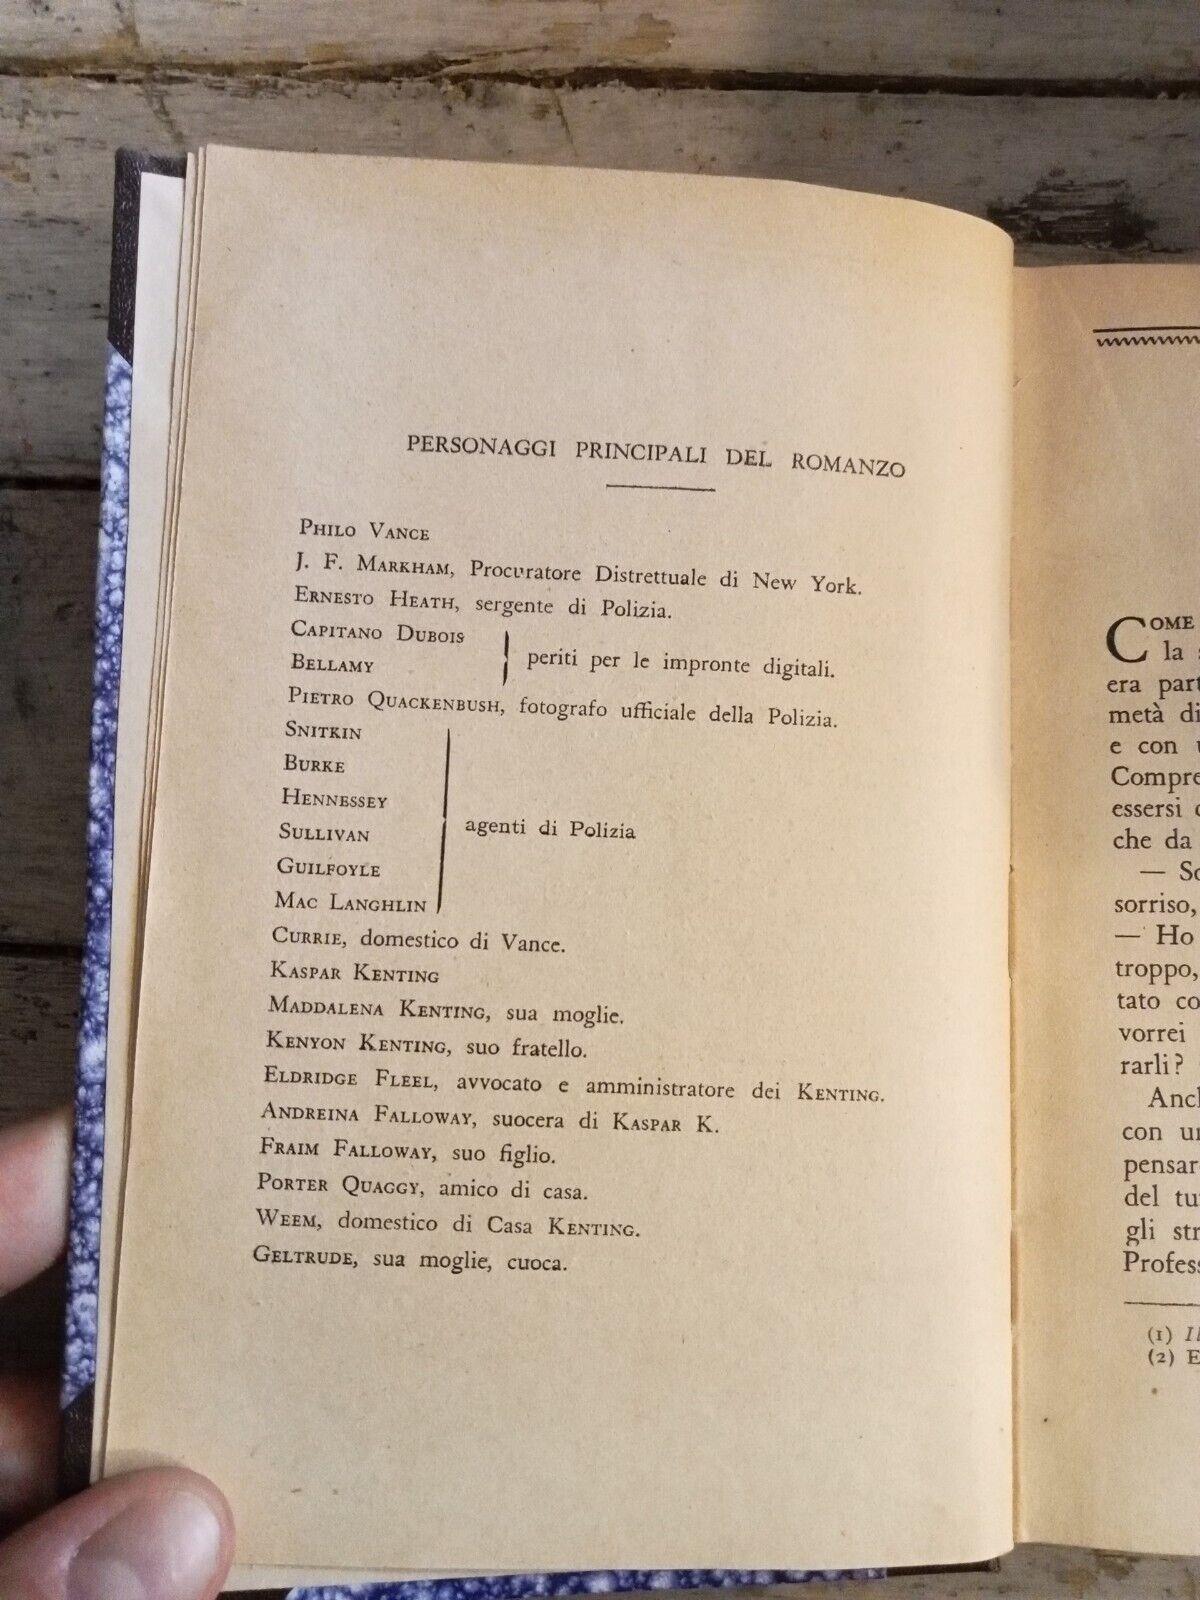 PERSONAGGI PRINCIPALI DEL ROMANZO
PHILO VANCE
J. F. MARKHAM, Procuratore Distrettuale di New York.
ERNESTO HEATH, sergente di Polizia.
CAPITANO DUBOIS
BELLAMY
periti per le impronte digitali.
PIETRO QUACKENBUSH, fotografo ufficiale della Polizia.
SNITKIN
BURKE
HENNESSEY
SULLIVAN
GUILFOYLE
MAC LANGHLIN
agenti di Polizia
CURRIE, domestico di Vance.
KASPAR KENTING
MADDALENA KENTING, sua moglie.
KENYON KENTING, suo fratello.
ELDRIDGE FLEEL, avvocato e amministratore dei KENTING.
ANDREINA FALLOWAY, suocera di KASPAR K.
FRAIM FALLOWAY, suo figlio.
PORTER QUAGGY, amico di casa.
WEEM, domestico di Casa KENTING.
GELTRUDE, sua moglie, cuoca.
COME
la
era part
metà di
e con
Compre
essersi
che da
— So
sorriso,
— Ho
troppo,
tato co
vorrei
rarli?
Anch
con un
pensar
del tu
gli str
Profess
(1) Il
(2) E